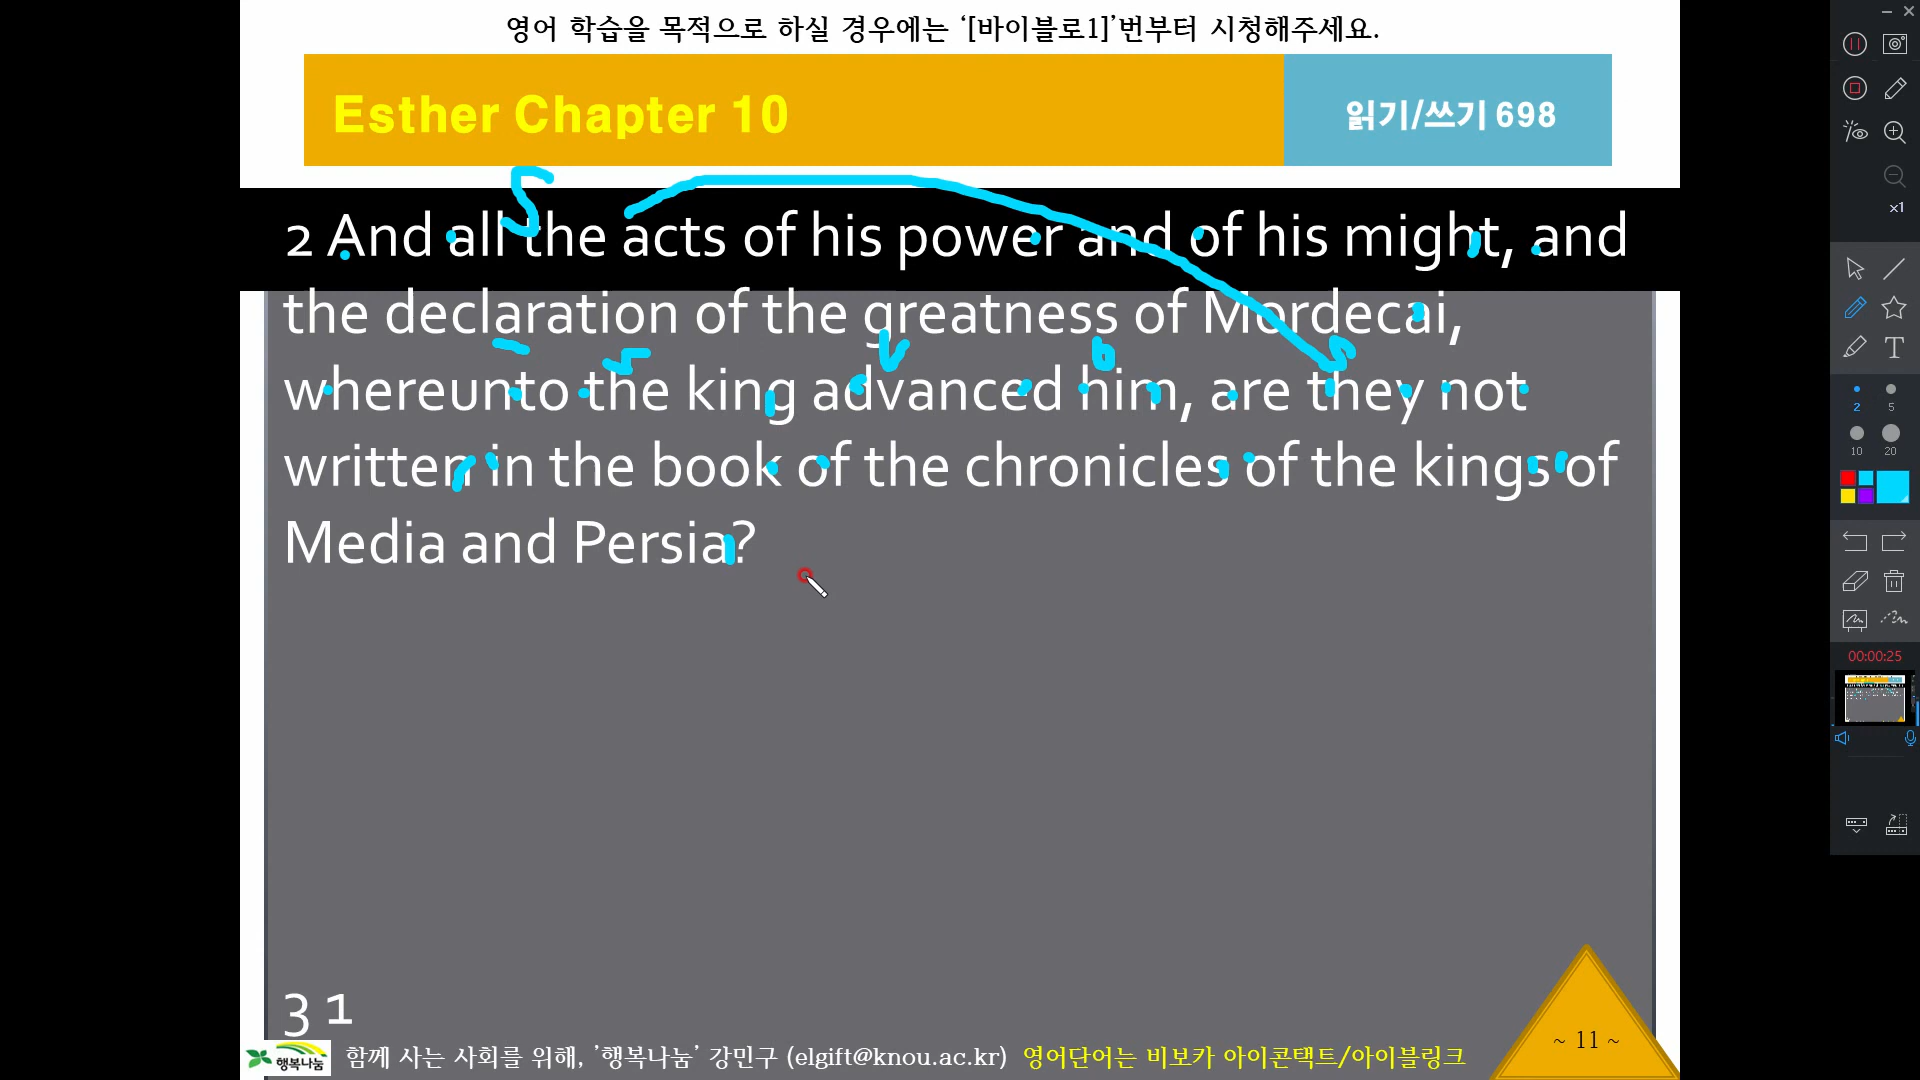 영어 학습을 목적으로 하실 경우에는 ‘[바이블로1]’번부터 시청해주세요.
Esther Chapter 10
읽기/쓰기 698
2 And all the acts of his power and of his might, and
the declaration of the greatness of Mordecai,
whereunto the king advanced him, are they not
written in the book of the chronicles of the kings of
Media and Persia?
S
S
V
b
S
x1
T
2 5
10 20
00:00:25
3 1
~ 11 ~
행복나눔 함께 사는 사회를 위해, ’행복나눔’ 강민구 (elgift@knou.ac.kr) 영어단어는 비보카 아이콘택트/아이블링크